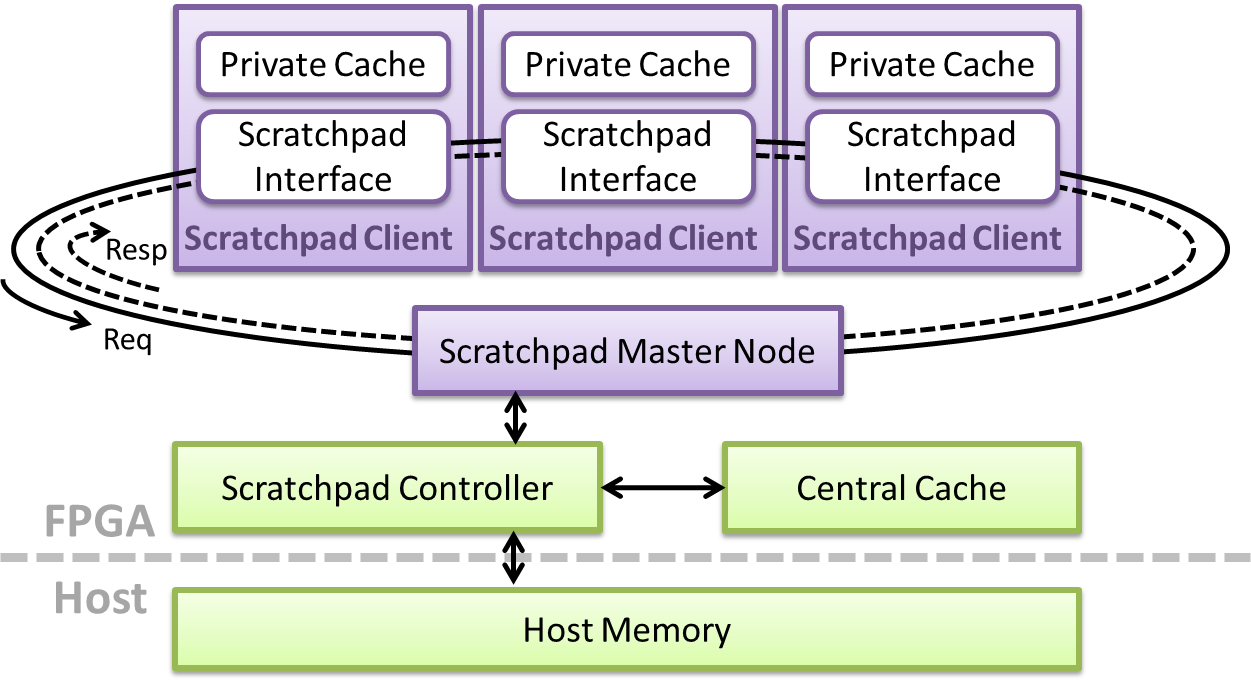 Private Cache
Private Cache
Private Cache
Scratchpad
Interface
Scratchpad
Interface
Scratchpad
Interface
Scratchpad Client
Scratchpad Client
Scratchpad Client
Resp
Req
Scratchpad Master Node
Scratchpad Controller
Central Cache
FPGA
Host
Host Memory